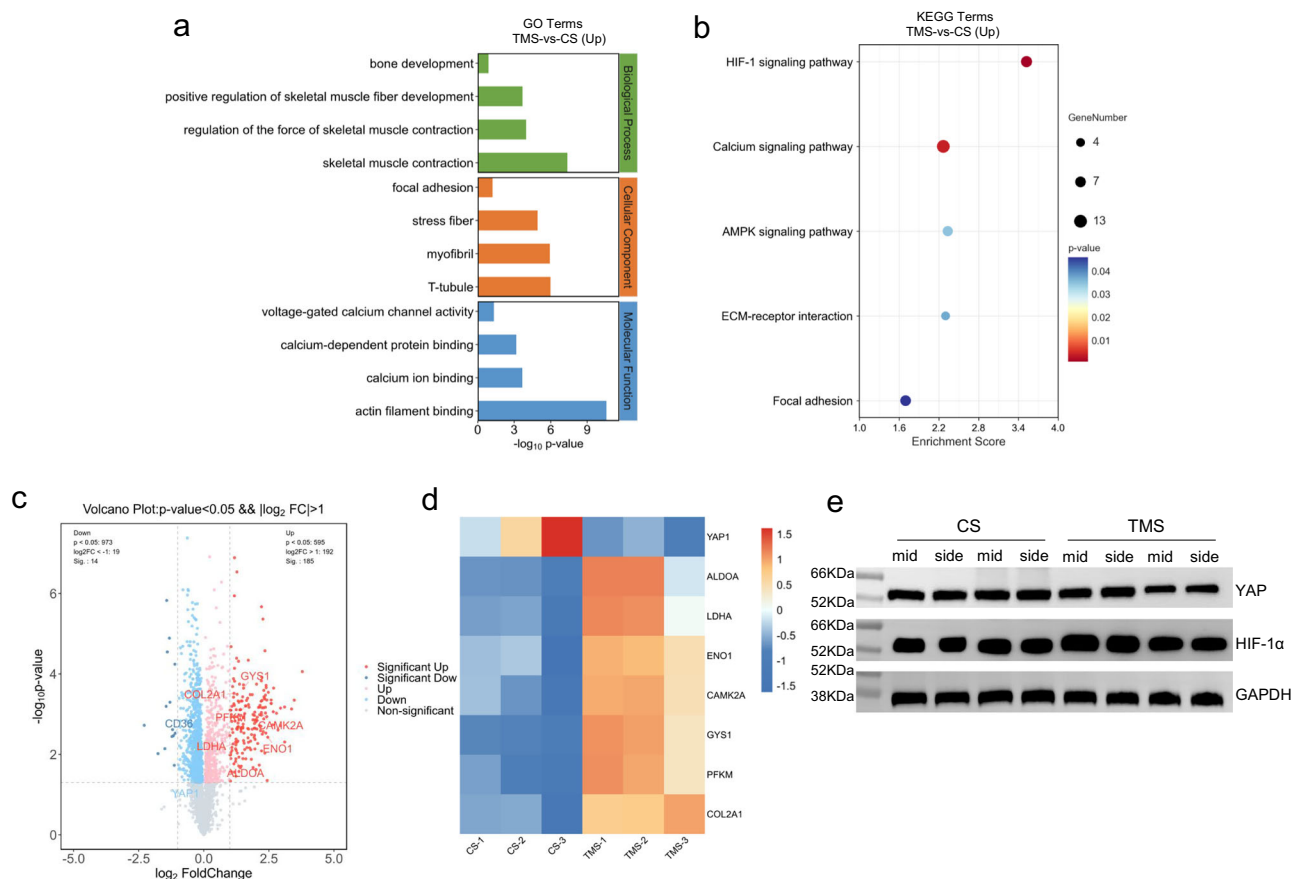 a
GO Terms
TMS-vs-CS (Up)
bone development
positive regulation of skeletal muscle fiber development
regulation of the force of skeletal muscle contraction
skeletal muscle contraction
Biological Process
focal adhesion
stress fiber
myofibril
T-tubule
Cellular Component
voltage-gated calcium channel activity
calcium-dependent protein binding
calcium ion binding
actin filament binding
Molecular Function
0 3 6 9
-log10 p-value
b
KEGG Terms
TMS-vs-CS (Up)
HIF-1 signaling pathway
Calcium signaling pathway
AMPK signaling pathway
ECM-receptor interaction
Focal adhesion
1.0 1.6 2.2 2.8 3.4 4.0
Enrichment Score
GeneNumber
4
7
13
p-value
0.04
0.03
0.02
0.01
c
Volcano Plot:p-value<0.05 && |log2 FC|>1
Down
p < 0.05: 973
log2FC < -1: 19
Sig. : 14
Up
p < 0.05: 595
log2FC > 1: 192
Sig. : 185
-log10p-value
6
4
2
0
GYS1
COL2A1
PFKM
CD36
CAMK2A
LDHA
ENO1
ALDOA
YAP1
-5.0 -2.5 0.0 2.5 5.0
log2 FoldChange
Significant Up
Significant Dow
Up
Down
Non-significant
d
YAP1
ALDOA
LDHA
ENO1
CAMK2A
GYS1
PFKM
COL2A1
CS-1 CS-2 CS-3 TMS-1 TMS-2 TMS-3
1.5
1
0.5
0
-0.5
-1
-1.5
e
CS TMS
mid side mid side mid side mid side
66KDa
52KDa
YAP
66KDa
52KDa
HIF-1α
52KDa
38KDa
GAPDH